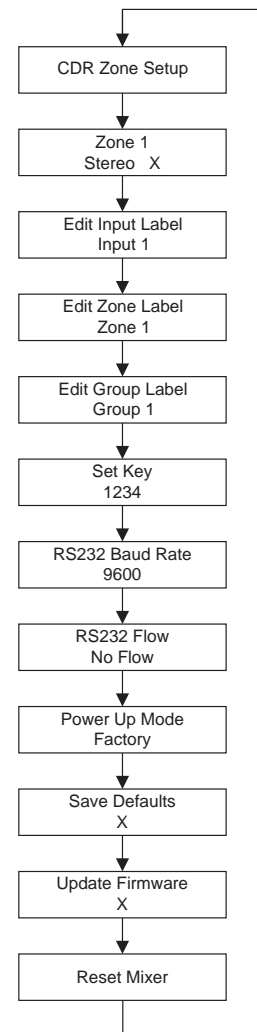 CDR Zone Setup
Zone 1
Stereo X
Edit Input Label
Input 1
Edit Zone Label
Zone 1
Edit Group Label
Group 1
Set Key
1234
RS232 Baud Rate
9600
RS232 Flow
No Flow
Power Up Mode
Factory
Save Defaults
X
Update Firmware
X
Reset Mixer